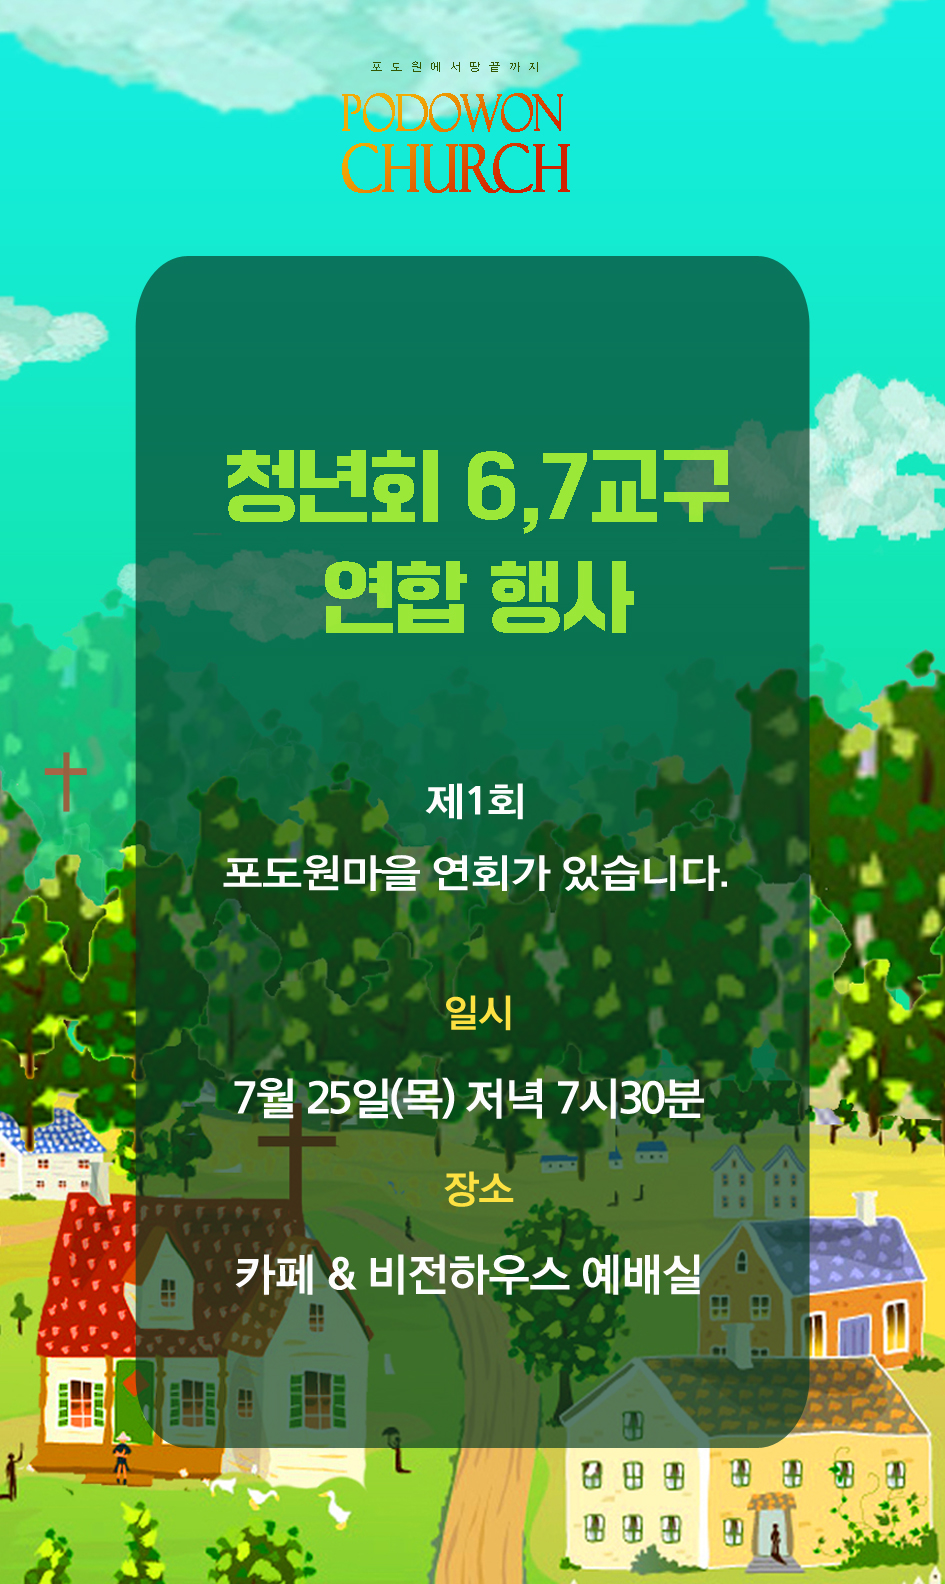 포도원에서땅끝까지
PODOWON
CHURCH
청년회 6,7교구
연합 행사
제1회
포도원마을 연회가 있습니다.
일시
7월 25일(목) 저녁 7시30분
장소
카페 & 비전하우스 예배실